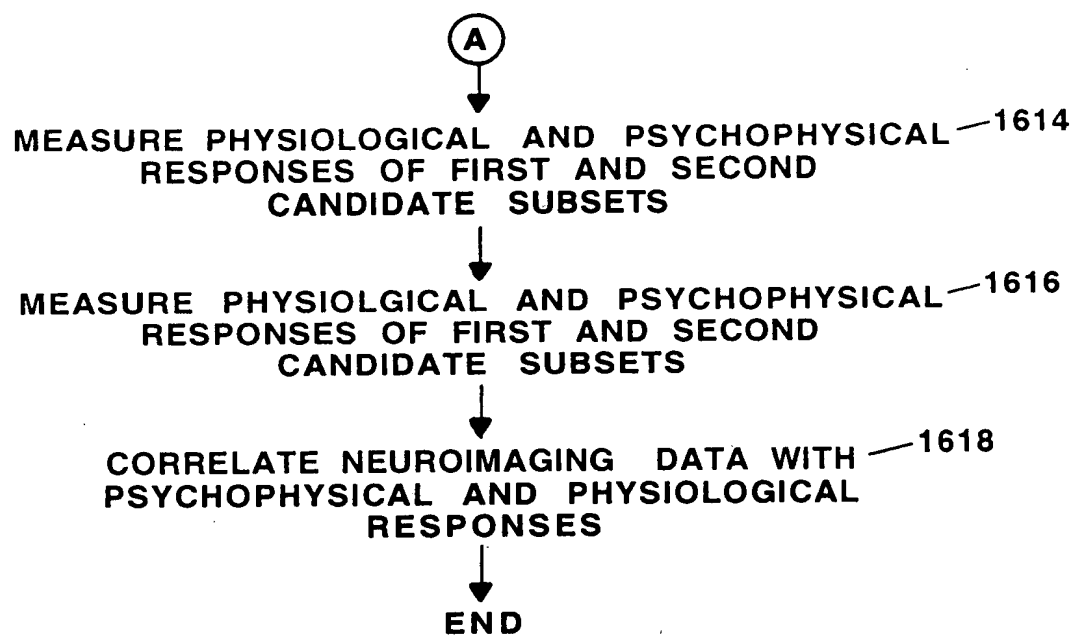 A
MEASURE PHYSIOLOGICAL AND PSYCHOPHYSICAL 1614
RESPONSES OF FIRST AND SECOND
CANDIDATE SUBSETS
MEASURE PHYSIOLGICAL AND PSYCHOPHYSICAL 1616
RESPONSES OF FIRST AND SECOND
CANDIDATE SUBSETS
CORRELATE NEUROIMAGING DATA WITH 1618
PSYCHOPHYSICAL AND PHYSIOLOGICAL
RESPONSES
END